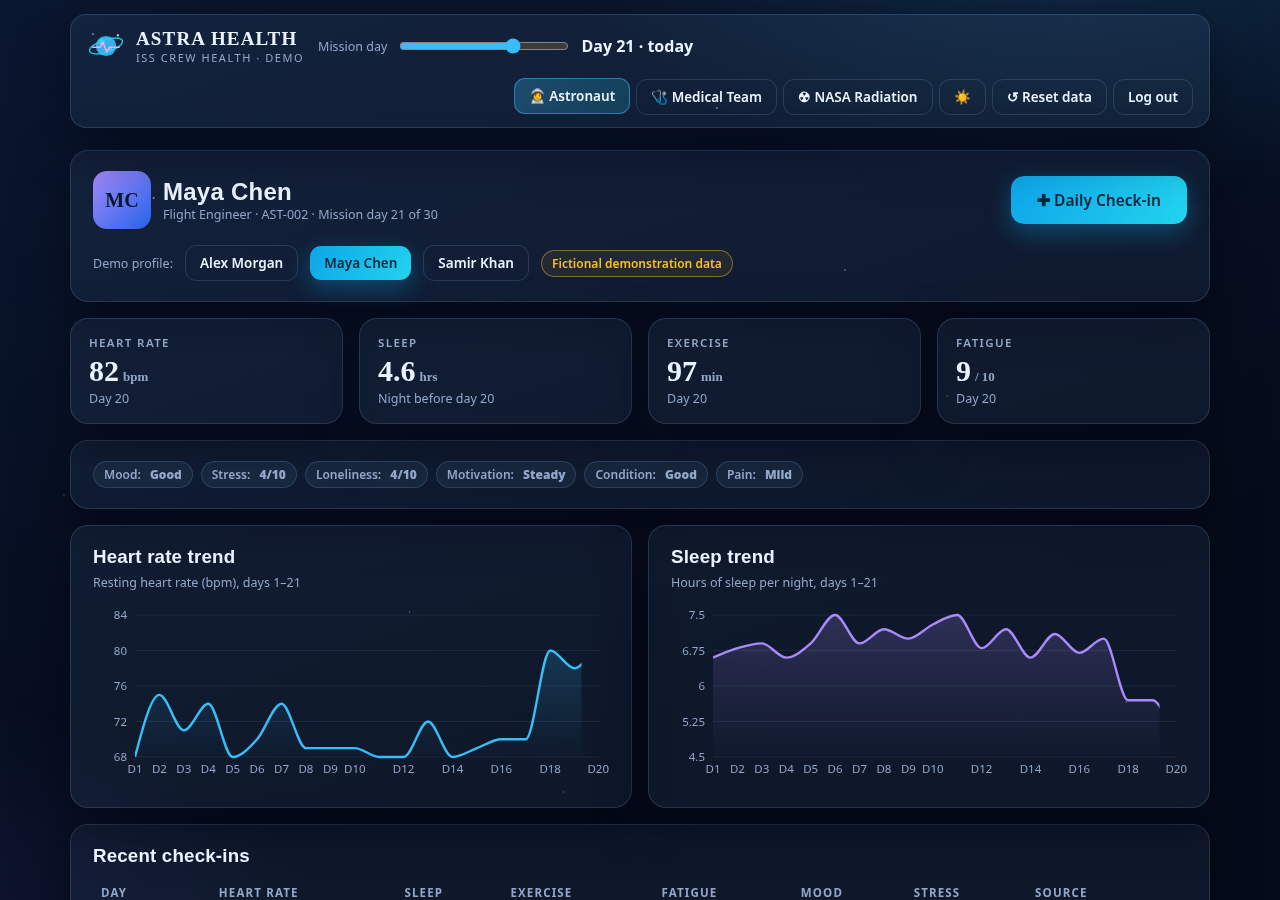 ASTRA HEALTH
ISS CREW HEALTH · DEMO
Mission day
Day 21 · today
🧑‍🚀 Astronaut
🩺 Medical Team
☢ NASA Radiation
☀️
↺ Reset data
Log out
MC
Maya Chen
Flight Engineer · AST-002 · Mission day 21 of 30
✚ Daily Check-in
Demo profile:
Alex Morgan
Maya Chen
Samir Khan
Fictional demonstration data
HEART RATE
82 bpm
Day 20
SLEEP
4.6 hrs
Night before day 20
EXERCISE
97 min
Day 20
FATIGUE
9 / 10
Day 20
Mood: Good
Stress: 4/10
Loneliness: 4/10
Motivation: Steady
Condition: Good
Pain: Mild
Heart rate trend
Resting heart rate (bpm), days 1–21
84
80
76
72
68
D1 D2 D3 D4 D5 D6 D7 D8 D9 D10 D12 D14 D16 D18 D20
Sleep trend
Hours of sleep per night, days 1–21
7.5
6.75
6
5.25
4.5
D1 D2 D3 D4 D5 D6 D7 D8 D9 D10 D12 D14 D16 D18 D20
Recent check-ins
DAY HEART RATE SLEEP EXERCISE FATIGUE MOOD STRESS SOURCE